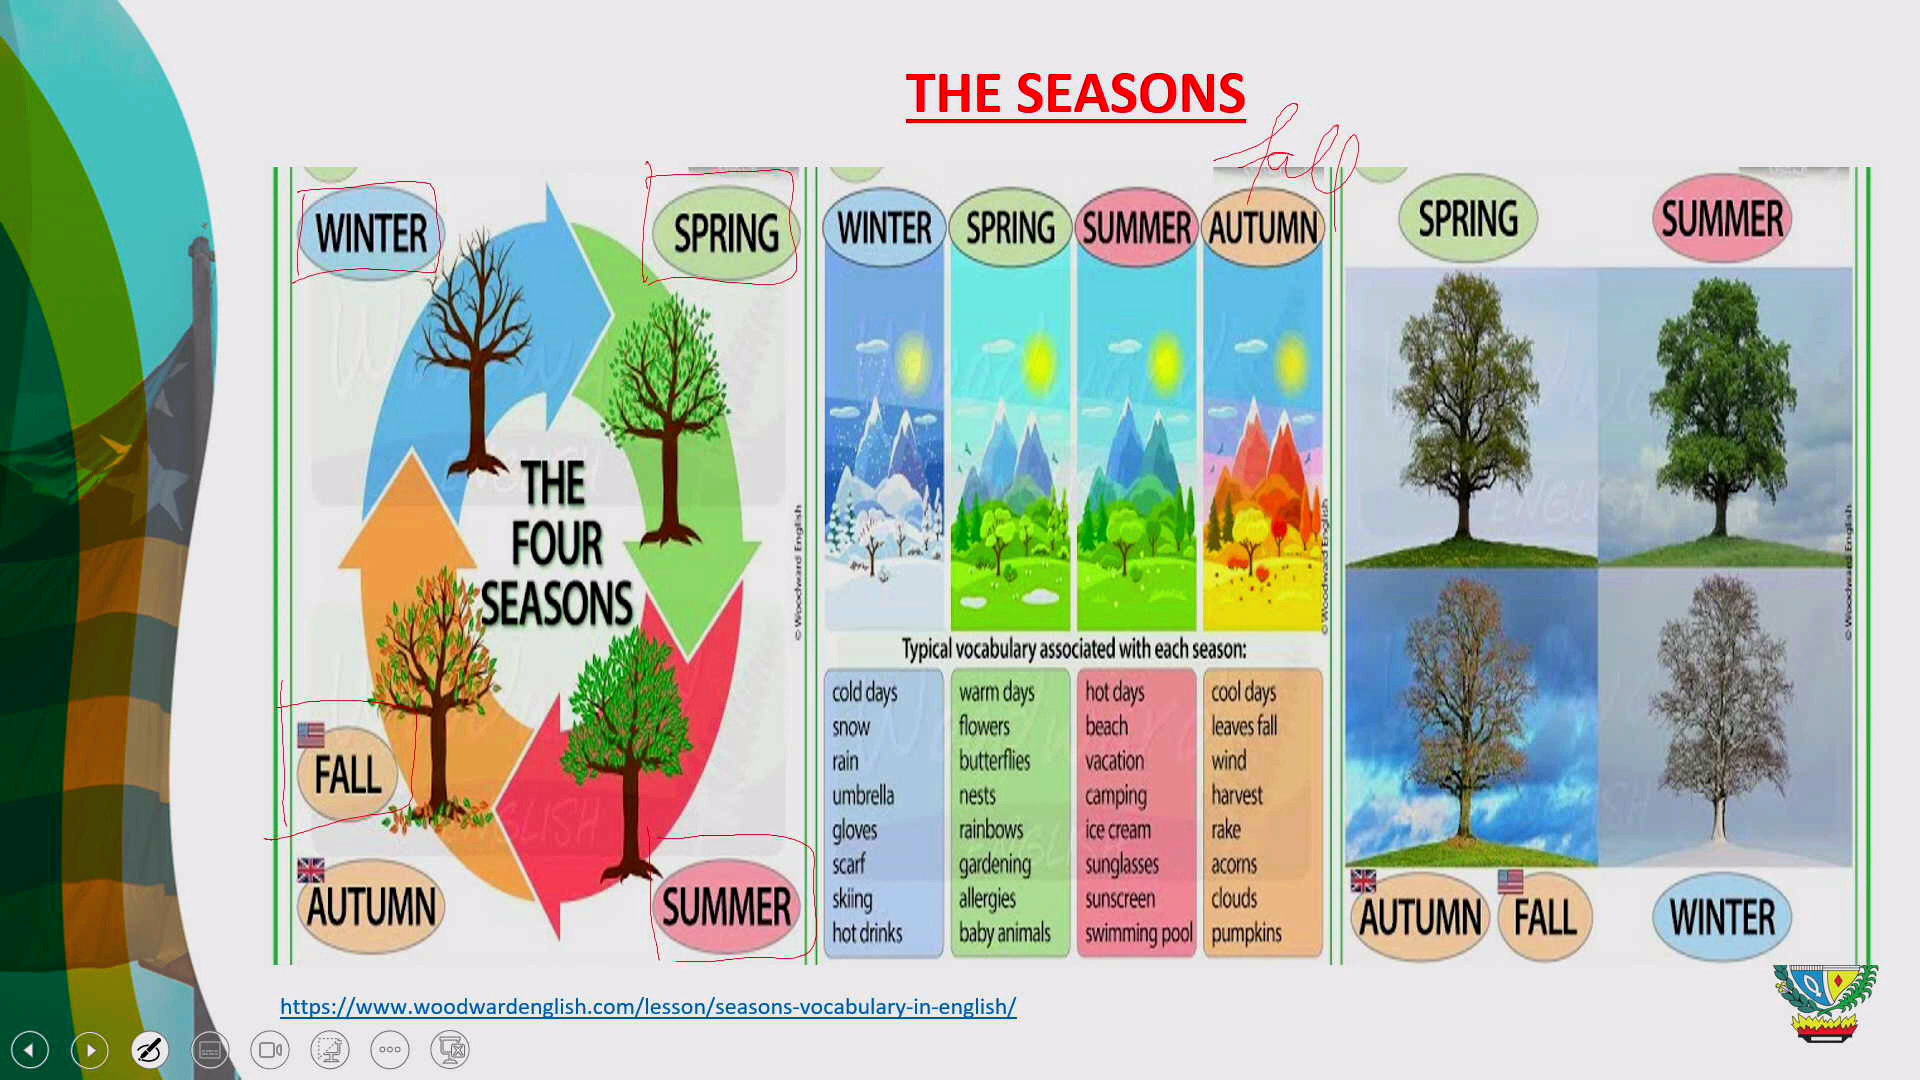 THE SEASONS
fall
WINTER
SPRING
THE
FOUR
SEASONS
FALL
AUTUMN
SUMMER
© Woodward English
WINTER
SPRING
SUMMER
AUTUMN
Typical vocabulary associated with each season:
cold days
snow
rain
umbrella
gloves
scarf
skiing
hot drinks
warm days
flowers
butterflies
nests
rainbows
gardening
allergies
baby animals
hot days
beach
vacation
camping
ice cream
sunglasses
sunscreen
swimming pool
cool days
leaves fall
wind
harvest
rake
acorns
clouds
pumpkins
© Woodward English
SPRING
SUMMER
AUTUMN
FALL
WINTER
© Woodward English
https://www.woodwardenglish.com/lesson/seasons-vocabulary-in-english/